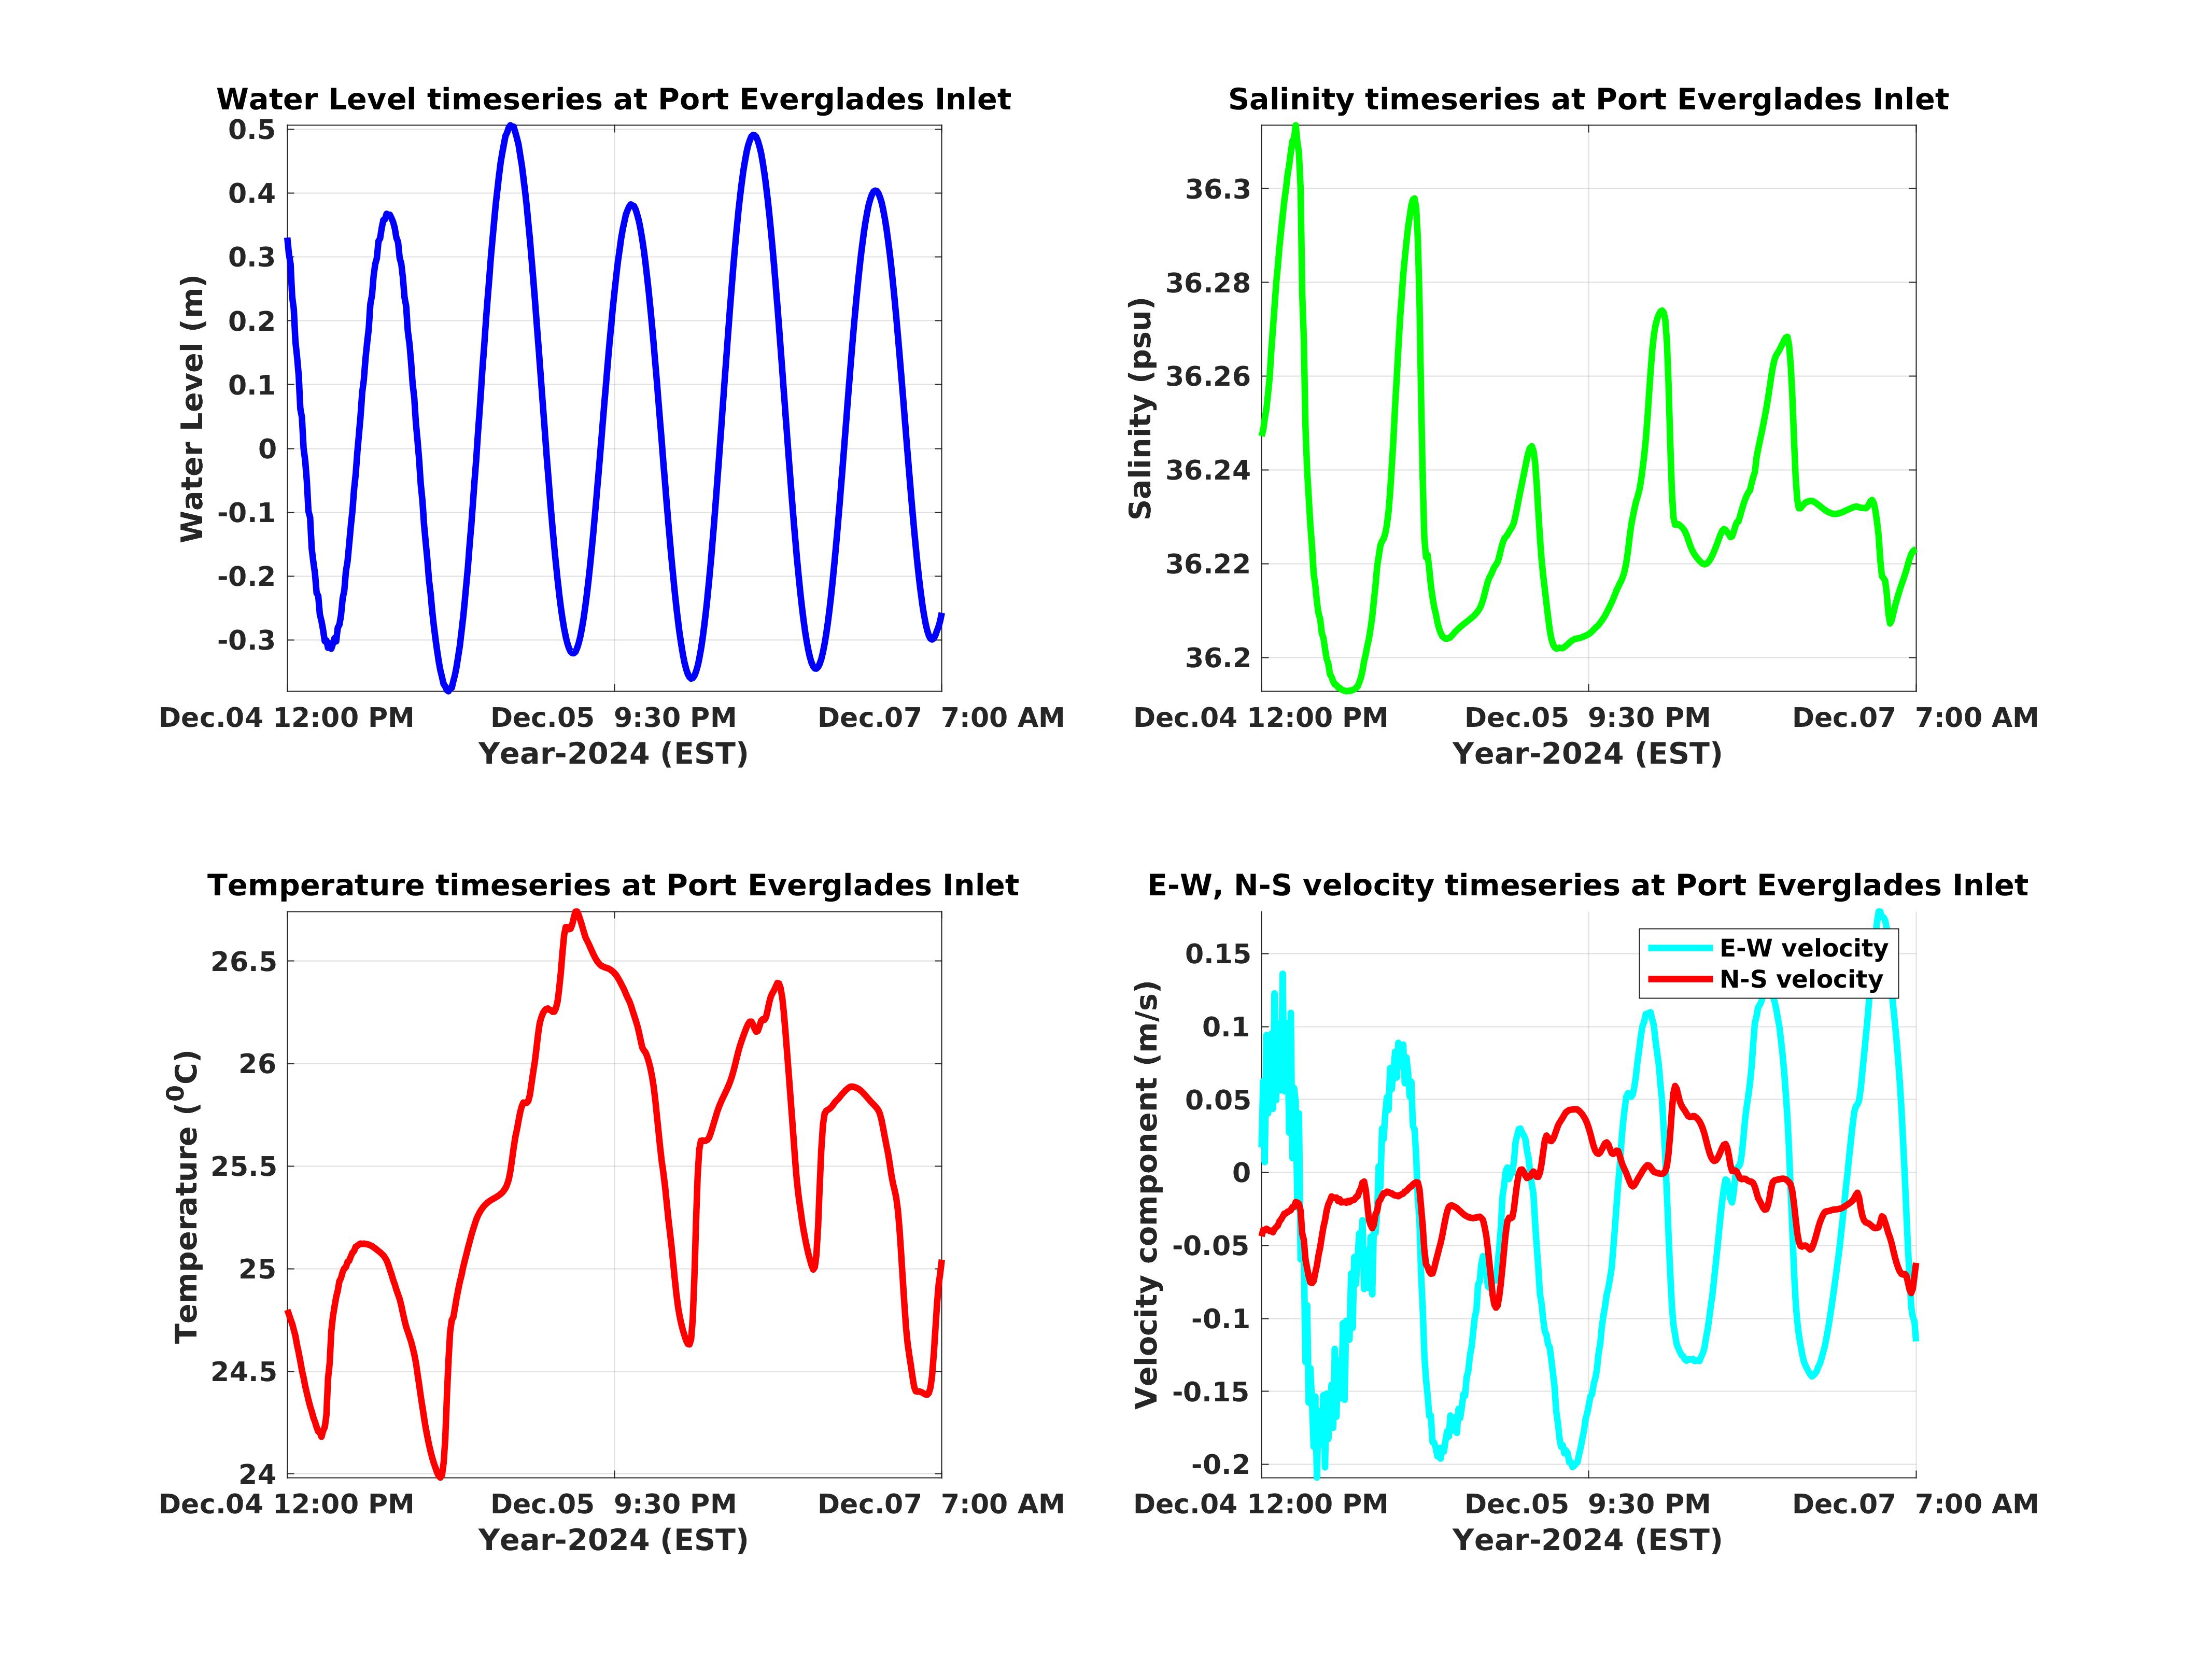 Water Level timeseries at Port Everglades Inlet
Water Level (m)
0.5
0.4
0.3
0.2
0.1
0
-0.1
-0.2
-0.3
Dec.04 12:00 PM
Dec.05 9:30 PM
Dec.07 7:00 AM
Year-2024 (EST)
Salinity timeseries at Port Everglades Inlet
Salinity (psu)
36.3
36.28
36.26
36.24
36.22
36.2
Dec.04 12:00 PM
Dec.05 9:30 PM
Dec.07 7:00 AM
Year-2024 (EST)
Temperature timeseries at Port Everglades Inlet
Temperature (⁰C)
26.5
26
25.5
25
24.5
24
Dec.04 12:00 PM
Dec.05 9:30 PM
Dec.07 7:00 AM
Year-2024 (EST)
E-W, N-S velocity timeseries at Port Everglades Inlet
Velocity component (m/s)
0.15
0.1
0.05
0
-0.05
-0.1
-0.15
-0.2
E-W velocity
N-S velocity
Dec.04 12:00 PM
Dec.05 9:30 PM
Dec.07 7:00 AM
Year-2024 (EST)